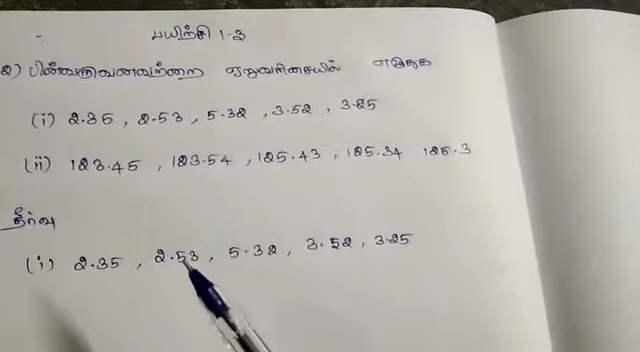 பயிற்சி 1.3
2) பின்வருவனவற்றை ஏறுவரிசையில் எழுதுக
(i) 2.35 , 2.53 , 5.32 , 3.52 , 3.25
(ii) 123.45 , 123.54 , 125.43 , 125.34 125.3
தீர்வு
(i) 2.35 , 2.53 , 5.32 , 3.52 , 3.25